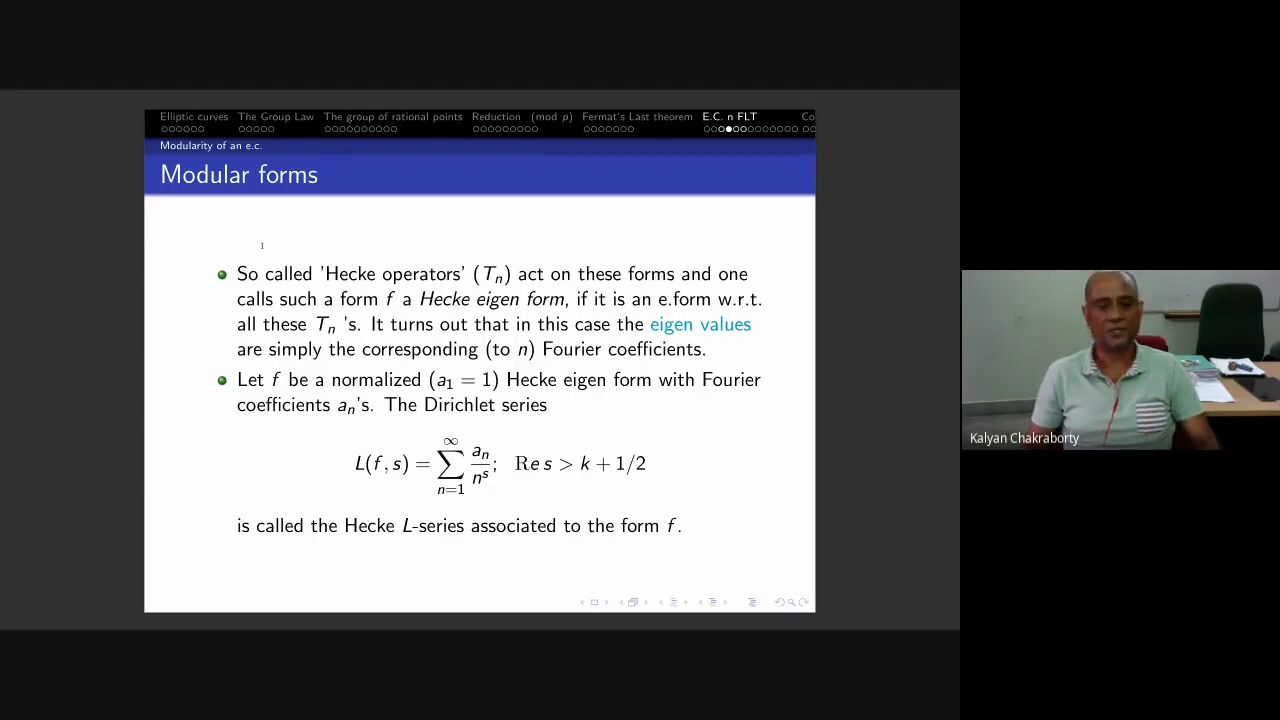 Elliptic curves The Group Law The group of rational points Reduction (mod p) Fermat's Last theorem E.C. n FLT Co
Modularity of an e.c.
Modular forms
So called 'Hecke operators' (Tₙ) act on these forms and one
calls such a form f a Hecke eigen form, if it is an e.form w.r.t.
all these Tₙ 's. It turns out that in this case the eigen values
are simply the corresponding (to n) Fourier coefficients.
Let f be a normalized (a₁ = 1) Hecke eigen form with Fourier
coefficients aₙ's. The Dirichlet series
L(f, s) = ∑_{n=1}^{∞} aₙ/nˢ; Re s > k + 1/2
is called the Hecke L-series associated to the form f.
Kalyan Chakraborty